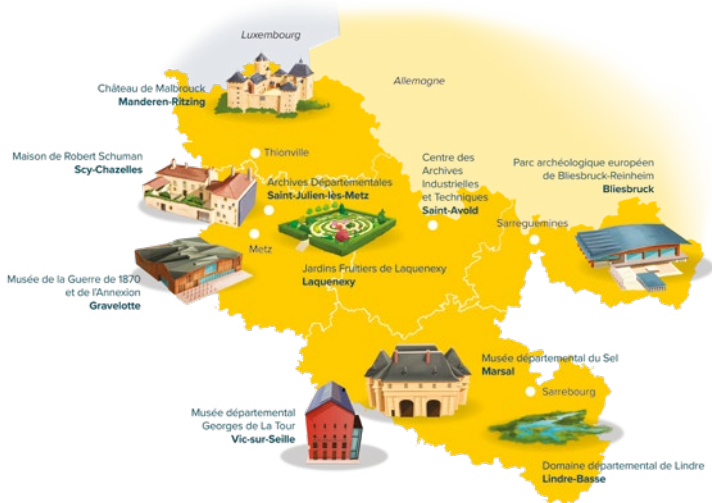 Luxembourg
Allemagne
Château de Malbrouck
Manderen-Ritzing
Thionville
Maison de Robert Schuman
Scy-Chazelles
Archives Départementales
Saint-Julien-lès-Metz
Centre des
Archives
Industrielles
et Techniques
Saint-Avold
Parc archéologique européen
de Bliesbruck-Reinheim
Bliesbruck
Sarreguemines
Metz
Musée de la Guerre de 1870
et de l'Annexion
Gravelotte
Jardins Fruitiers de Laquenexy
Laquenexy
Musée départemental du Sel
Marsal
Sarrebourg
Musée départemental
Georges de La Tour
Vic-sur-Seille
Domaine départemental de Lindre
Lindre-Basse